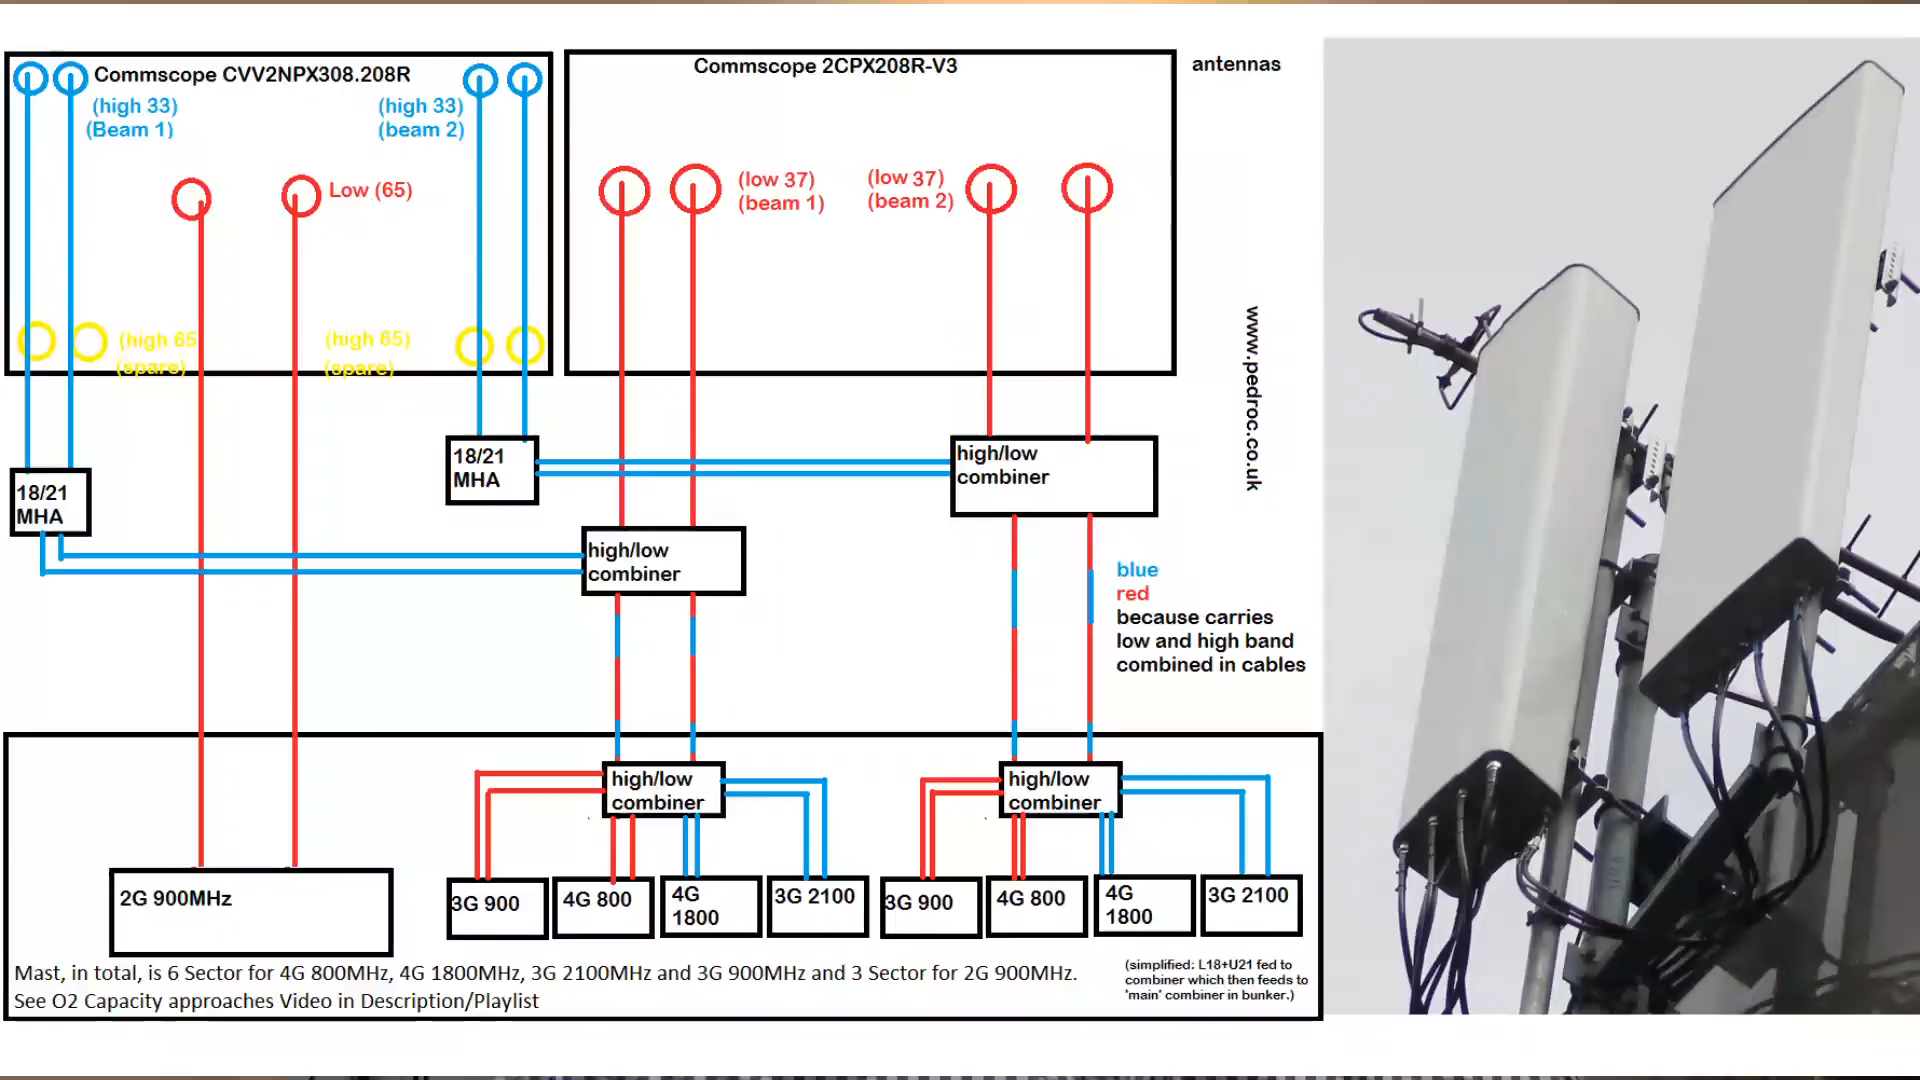 Commscope CVV2NPX308.208R
(high 33)
(Beam 1)
(high 33)
(beam 2)
Low (65)
(high 65
(spare)
(high 65)
(spare)
Commscope 2CPX208R-V3
(low 37)
(beam 1)
(low 37)
(beam 2)
antennas
www.pedroc.co.uk
18/21
MHA
18/21
MHA
high/low
combiner
high/low
combiner
blue
red
because carries
low and high band
combined in cables
high/low
combiner
high/low
combiner
2G 900MHz
3G 900
4G 800
4G
1800
3G 2100
3G 900
4G 800
4G
1800
3G 2100
Mast, in total, is 6 Sector for 4G 800MHz, 4G 1800MHz, 3G 2100MHz and 3G 900MHz and 3 Sector for 2G 900MHz.
See O2 Capacity approaches Video in Description/Playlist
(simplified: L18+U21 fed to
combiner which then feeds to
'main' combiner in bunker.)